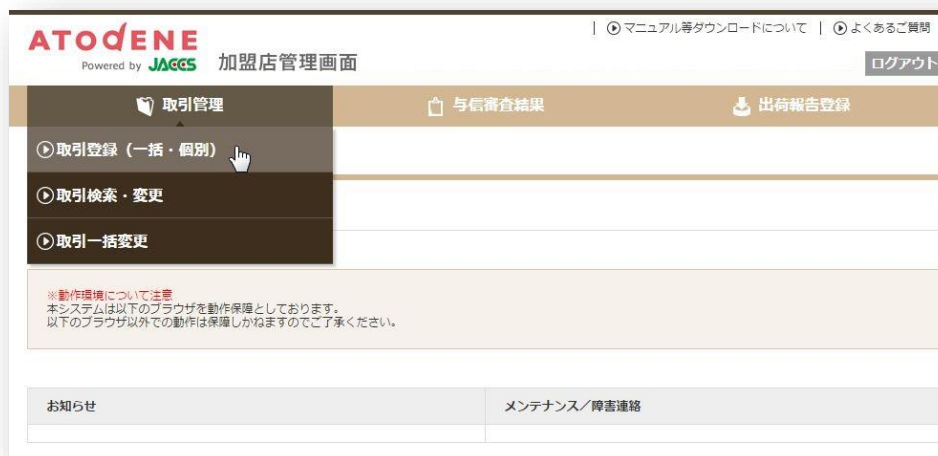 | マニュアル等ダウンロードについて | よくあるご質問
ATODENE
Powered by JACCS 加盟店管理画面
ログアウト
取引管理 与信審査結果 出荷報告登録
取引登録（一括・個別）
取引検索・変更
取引一括変更
※動作環境について注意
本システムは以下のブラウザを動作保障としております。
以下のブラウザ以外での動作は保障しかねますのでご了承ください。
お知らせ メンテナンス／障害連絡